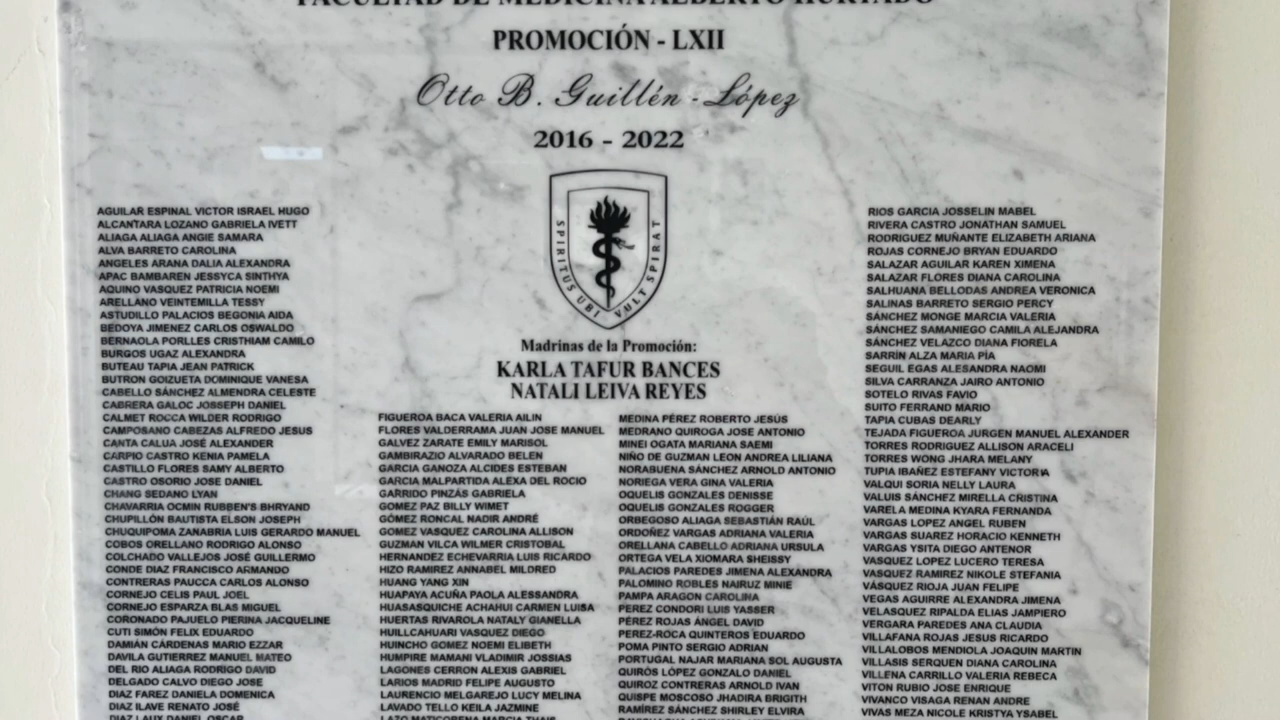 FACULTAD DE MEDICINA ALBERTO HURTADO
PROMOCIÓN - LXII
Otto B. Guillén - López
2016 - 2022
SPIRITUS UBI VULT SPIRAT
Madrinas de la Promoción:
KARLA TAFUR BANCES
NATALI LEIVA REYES
AGUILAR ESPINAL VICTOR ISRAEL HUGO
ALCANTARA LOZANO GABRIELA IVETT
ALIAGA ALIAGA ANGIE SAMARA
ALVA BARRETO CAROLINA
ANGELES ARANA DALIA ALEXANDRA
APAC BAMBAREN JESSYCA SINTHYA
AQUINO VASQUEZ PATRICIA NOEMI
ARELLANO VEINTEMILLA TESSY
ASTUDILLO PALACIOS BEGONIA AIDA
BEDOYA JIMENEZ CARLOS OSWALDO
BERNAOLA PORLLES CRISTHIAM CAMILO
BURGOS UGAZ ALEXANDRA
BUTEAU TAPIA JEAN PATRICK
BUTRON GOIZUETA DOMINIQUE VANESA
CABELLO SÁNCHEZ ALMENDRA CELESTE
CABRERA GALOC JOSSEPH DANIEL
CALMET ROCCA WILDER RODRIGO
CAMPOSANO CABEZAS ALFREDO JESUS
CANTA CALUA JOSÉ ALEXANDER
CARPIO CASTRO KENIA PAMELA
CASTILLO FLORES SAMY ALBERTO
CASTRO OSORIO JOSE DANIEL
CHANG SEDANO LYAN
CHAVARRIA OCMIN RUBBEN'S BHRYAND
CHUPILLÓN BAUTISTA ELSON JOSEPH
CHUQUIPOMA ZANABRIA LUIS GERARDO MANUEL
COBOS ORELLANO RODRIGO ALONSO
COLCHADO VALLEJOS JOSÉ GUILLERMO
CONDE DIAZ FRANCISCO ARMANDO
CONTRERAS PAUCCA CARLOS ALONSO
CORNEJO CELIS PAUL JOEL
CORNEJO ESPARZA BLAS MIGUEL
CORONADO PAJUELO PIERINA JACQUELINE
CUTI SIMÓN FELIX EDUARDO
DAMIÁN CÁRDENAS MARIO EZZAR
DAVILA GUTIERREZ MANUEL MATEO
DEL RIO ALIAGA RODRIGO DAVID
DELGADO CALVO DIEGO JOSE
DIAZ FAREZ DANIELA DOMENICA
DIAZ ILAVE RENATO JOSÉ
DIAZ LAUX DANIEL OSCAR
FIGUEROA BACA VALERIA AILIN
FLORES VALDERRAMA JUAN JOSE MANUEL
GALVEZ ZARATE EMILY MARISOL
GAMBIRAZIO ALVARADO BELEN
GARCIA GANOZA ALCIDES ESTEBAN
GARCIA MALPARTIDA ALEXA DEL ROCIO
GARRIDO PINZÁS GABRIELA
GOMEZ PAZ BILLY WIMET
GÓMEZ RONCAL NADIR ANDRÉ
GOMEZ VASQUEZ CAROLINA ALLISON
GUZMAN VILCA WILMER CRISTOBAL
HERNANDEZ ECHEVARRIA LUIS RICARDO
HIZO RAMIREZ ANNABEL MILDRED
HUANG YANG XIN
HUAPAYA ACUÑA PAOLA ALESSANDRA
HUASASQUICHE ACHAHUI CARMEN LUISA
HUERTAS RIVAROLA NATALY GIANELLA
HUILLCAHUARI VASQUEZ DIEGO
HUINCHO GOMEZ NOEMI ELIBETH
HUMPIRE MAMANI VLADIMIR JOSSIAS
LAGONES CERRON ALEXIS GABRIEL
LARIOS MADRID FELIPE AUGUSTO
LAURENCIO MELGAREJO LUCY MELINA
LAVADO TELLO KEILA JAZMINE
LAZO MATICORENA MARCIA THAIS
MEDINA PÉREZ ROBERTO JESÚS
MEDRANO QUIROGA JOSE ANTONIO
MINEI OGATA MARIANA SAEMI
NIÑO DE GUZMAN LEON ANDREA LILIANA
NORABUENA SÁNCHEZ ARNOLD ANTONIO
NORIEGA VERA GINA VALERIA
OQUELIS GONZALES DENISSE
OQUELIS GONZALES ROGGER
ORBEGOSO ALIAGA SEBASTIÁN RAÚL
ORDOÑEZ VARGAS ADRIANA VALERIA
ORELLANA CABELLO ADRIANA URSULA
ORTEGA VELA XIOMARA SHEISSY
PALACIOS PAREDES JIMENA ALEXANDRA
PALOMINO ROBLES NAIRUZ MINIE
PAMPA ARAGON CAROLINA
PEREZ CONDORI LUIS YASSER
PÉREZ ROJAS ÁNGEL DAVID
PEREZ-ROCA QUINTEROS EDUARDO
POMA PINTO SERGIO ADRIAN
PORTUGAL NAJAR MARIANA SOL AUGUSTA
QUIRÓS LÓPEZ GONZALO DANIEL
QUIROZ CONTRERAS ARNOLD IVAN
QUISPE MOSCOSO JHADIRA BRIGITH
RAMÍREZ SÁNCHEZ SHIRLEY ELVIRA
RIOS GARCIA JOSSELIN MABEL
RIVERA CASTRO JONATHAN SAMUEL
RODRIGUEZ MUÑANTE ELIZABETH ARIANA
ROJAS CORNEJO BRYAN EDUARDO
SALAZAR AGUILAR KAREN XIMENA
SALAZAR FLORES DIANA CAROLINA
SALHUANA BELLODAS ANDREA VERONICA
SALINAS BARRETO SERGIO PERCY
SÁNCHEZ MONGE MARCIA VALERIA
SÁNCHEZ SAMANIEGO CAMILA ALEJANDRA
SÁNCHEZ VELAZCO DIANA FIORELA
SARRÍN ALZA MARIA PÍA
SEGUIL EGAS ALESANDRA NAOMI
SILVA CARRANZA JAIRO ANTONIO
SOTELO RIVAS FAVIO
SUITO FERRAND MARIO
TAPIA CUBAS DEARLY
TEJADA FIGUEROA JURGEN MANUEL ALEXANDER
TORRES RODRIGUEZ ALLISON ARACELI
TORRES WONG JHARA MELANY
TUPIA IBAÑEZ ESTEFANY VICTORIA
VALQUI SORIA NELLY LAURA
VALUIS SÁNCHEZ MIRELLA CRISTINA
VARELA MEDINA KYARA FERNANDA
VARGAS LOPEZ ANGEL RUBEN
VARGAS SUAREZ HORACIO KENNETH
VARGAS YSITA DIEGO ANTENOR
VASQUEZ LOPEZ LUCERO TERESA
VASQUEZ RAMIREZ NIKOLE STEFANIA
VÁSQUEZ RIOJA JUAN FELIPE
VEGAS AGUIRRE ALEXANDRA JIMENA
VELASQUEZ RIPALDA ELIAS JAMPIERO
VERGARA PAREDES ANA CLAUDIA
VILLAFANA ROJAS JESUS RICARDO
VILLALOBOS MENDIOLA JOAQUIN MARTIN
VILLASIS SERQUEN DIANA CAROLINA
VILLENA CARRILLO VALERIA REBECA
VITON RUBIO JOSE ENRIQUE
VIVANCO VISAGA RENAN ANDRE
VIVAS MEZA NICOLE KRISTYA YSABEL